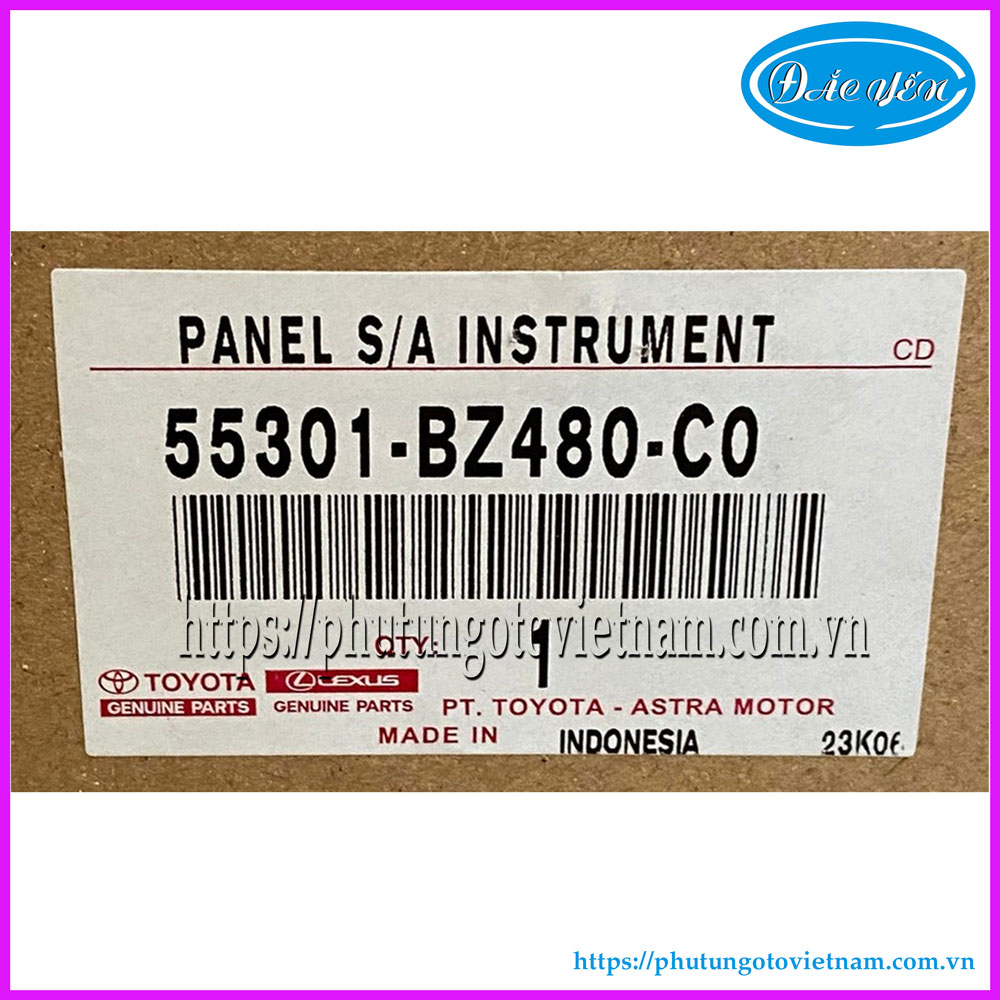 ĐẮC YẾN
PANEL S/A INSTRUMENT
CD
55301-BZ480-C0
https://phutungotovietnam.com.vn
QTY.: 1
TOYOTA LEXUS
GENUINE PARTS GENUINE PARTS PT. TOYOTA - ASTRA MOTOR
MADE IN INDONESIA 23K06
https://phutungotovietnam.com.vn